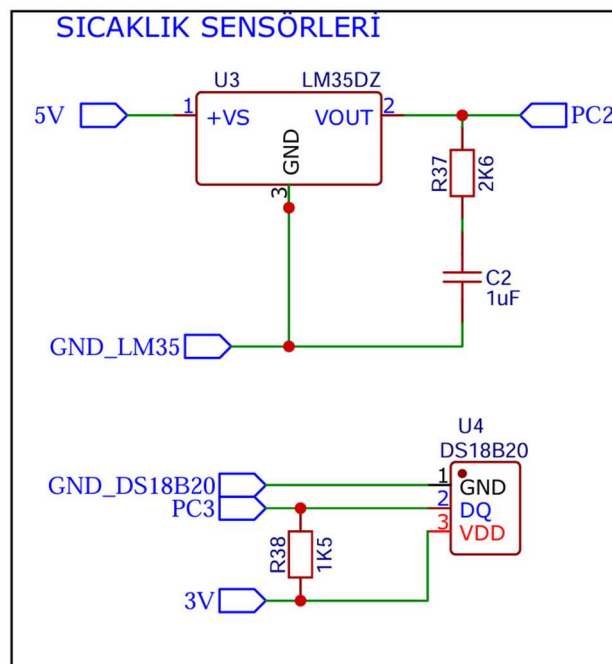 SICAKLIK SENSÖRLERİ
U3
LM35DZ
5V
1
+VS
VOUT
2
PC2
GND
3
R37
2K6
C2
1uF
GND_LM35
U4
DS18B20
GND_DS18B20
1
GND
PC3
2
DQ
3
VDD
R38
1K5
3V